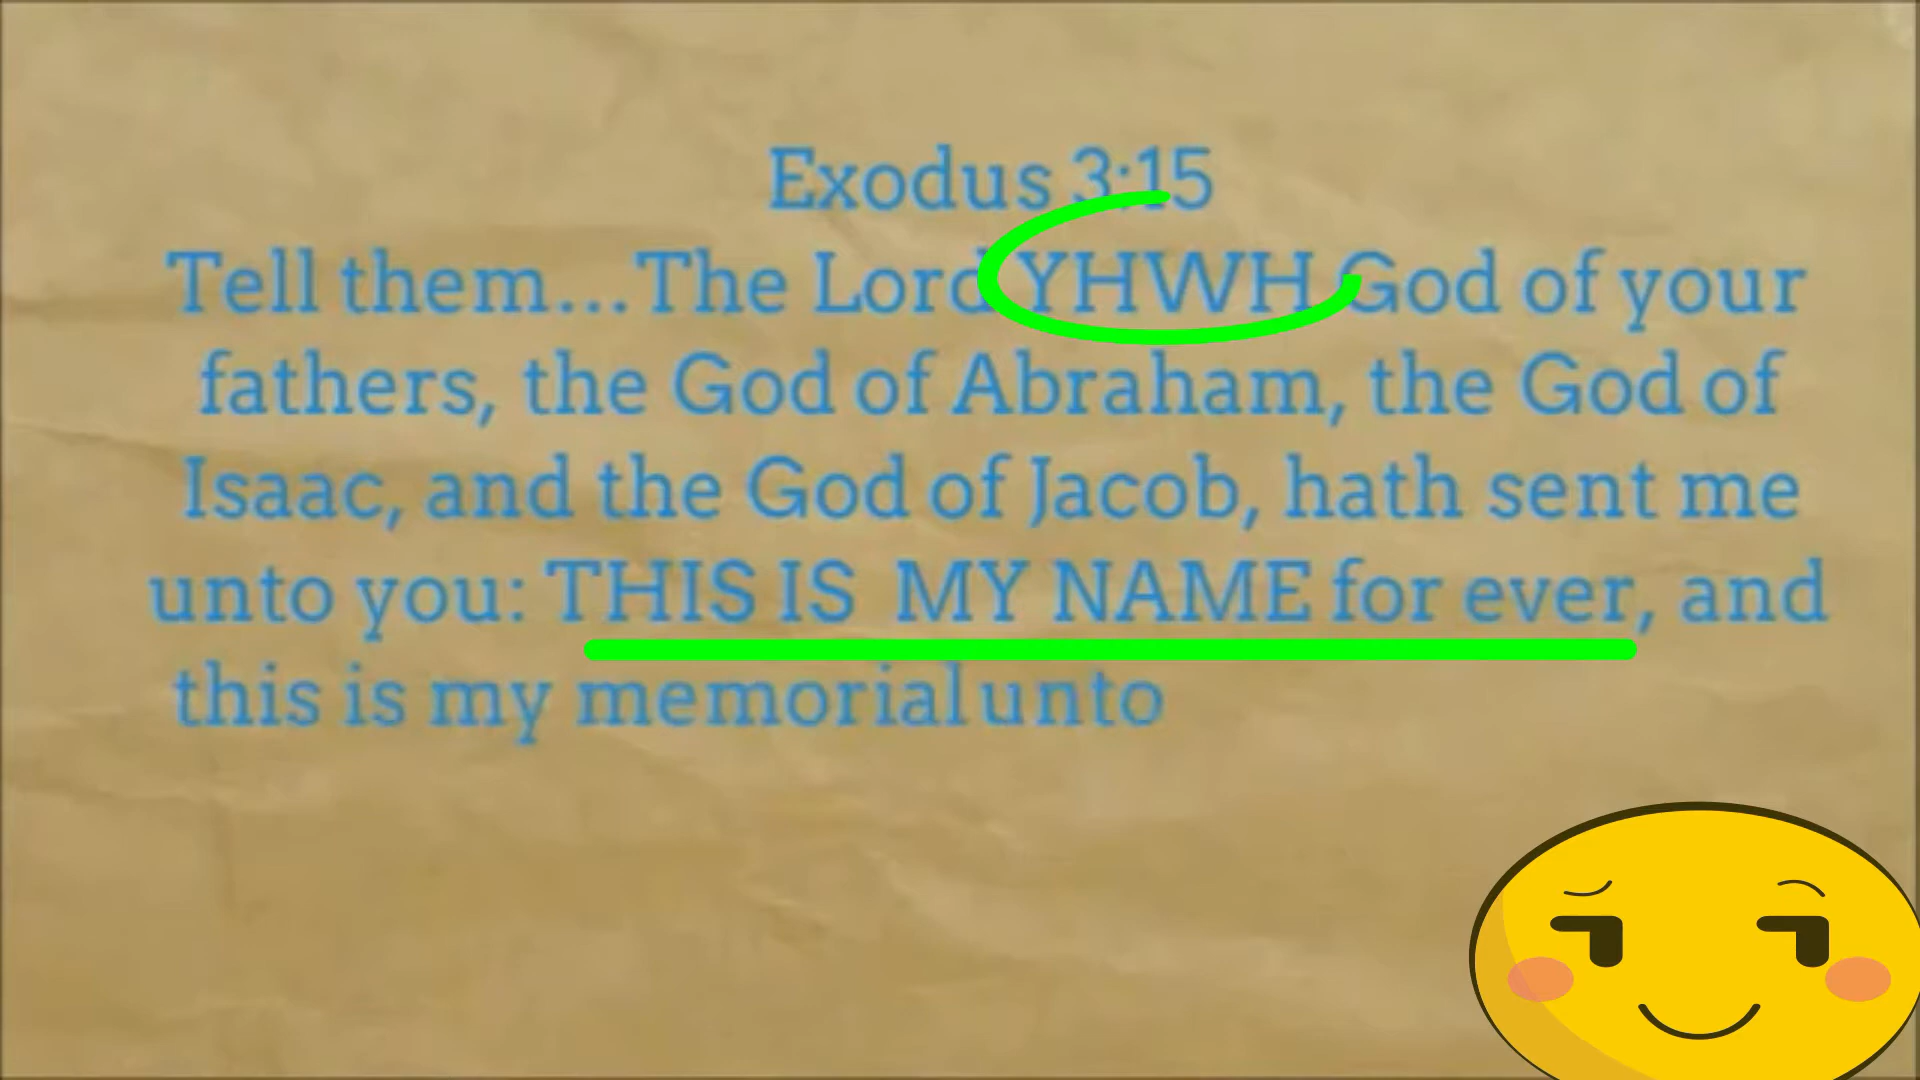 Exodus 3:15
Tell them...The Lord YHWH God of your
fathers, the God of Abraham, the God of
Isaac, and the God of Jacob, hath sent me
unto you: THIS IS MY NAME for ever, and
this is my memorial unto